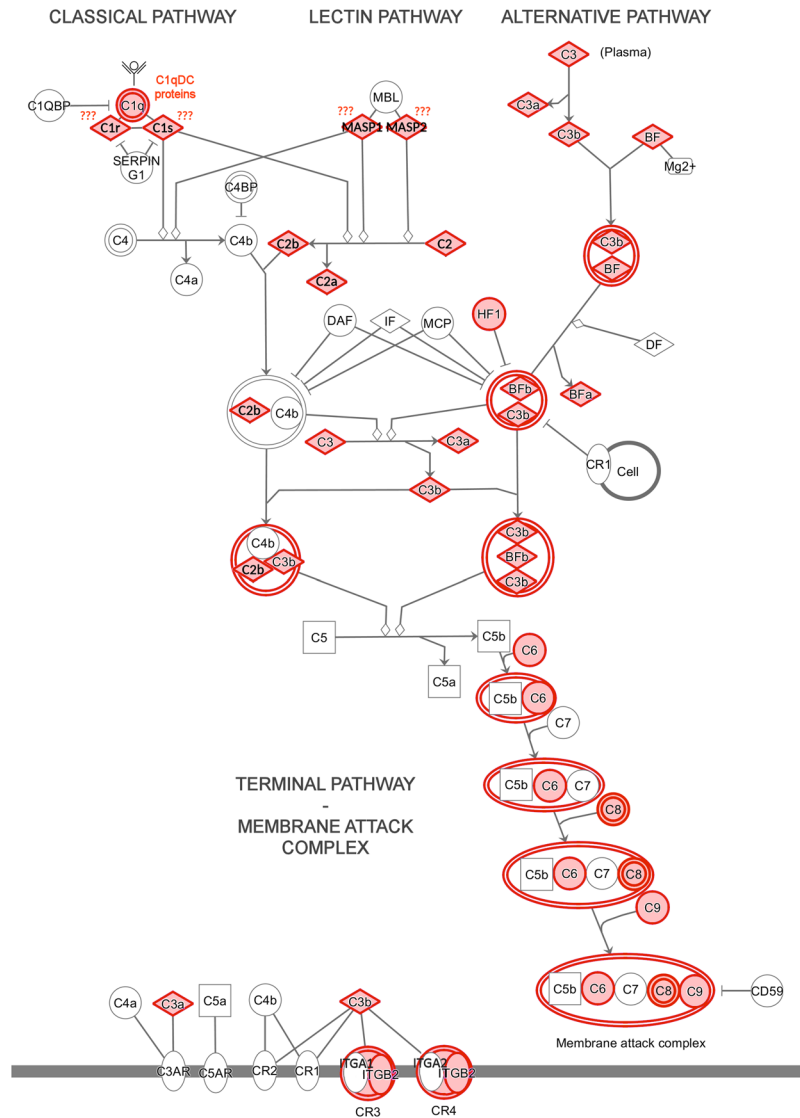 CLASSICAL PATHWAY LECTIN PATHWAY ALTERNATIVE PATHWAY
C3 (Plasma)
C1qDC
proteins
C1QBP C1q MBL C3a
??? ??? ??? ???
C1r C1s MASP1 MASP2 C3b BF
SERPIN
G1
Mg2+
C4BP
C4 C4b C2b C2 C3b
BF
C4a C2a
DAF IF MCP HF1
DF
BFb BFa
C2b C4b C3b
C3 C3a
CR1 Cell
C3b
C3b
C4b BFb
C2b C3b C3b
C5 C5b C6
C5a
C5b C6
C7
TERMINAL PATHWAY
-
MEMBRANE ATTACK
COMPLEX
C5b C6 C7
C8
C5b C6 C7 C8
C9
C5b C6 C7 C8 C9 CD59
Membrane attack complex
C4a C3a C5a C4b C3b
C3AR C5AR CR2 CR1 ITGA1 ITGB2 ITGA2 ITGB2
CR3 CR4